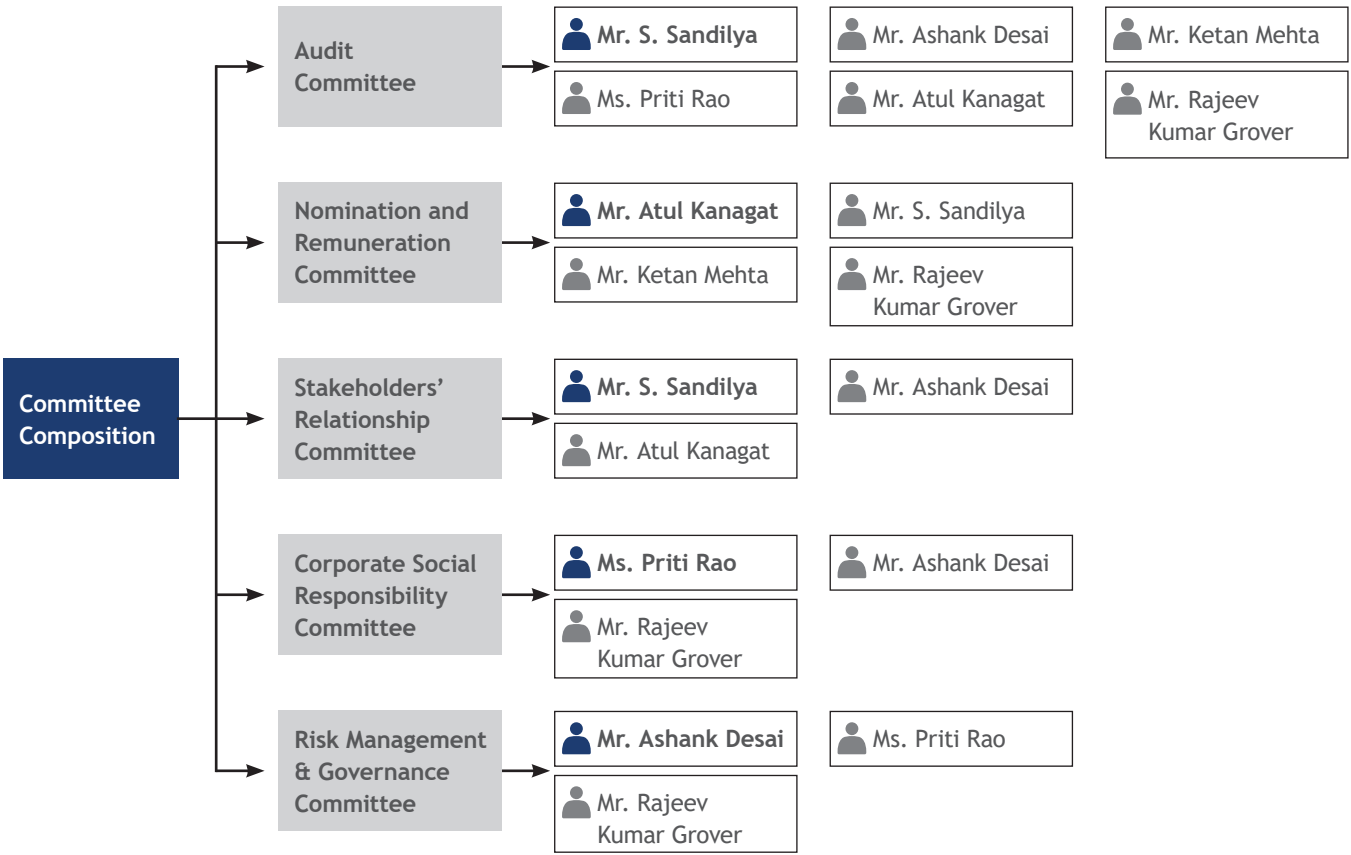 Committee
Composition
Audit
Committee
Mr. S. Sandilya
Mr. Ashank Desai
Mr. Ketan Mehta
Ms. Priti Rao
Mr. Atul Kanagat
Mr. Rajeev
Kumar Grover
Nomination and
Remuneration
Committee
Mr. Atul Kanagat
Mr. S. Sandilya
Mr. Ketan Mehta
Mr. Rajeev
Kumar Grover
Stakeholders’
Relationship
Committee
Mr. S. Sandilya
Mr. Ashank Desai
Mr. Atul Kanagat
Corporate Social
Responsibility
Committee
Ms. Priti Rao
Mr. Ashank Desai
Mr. Rajeev
Kumar Grover
Risk Management
& Governance
Committee
Mr. Ashank Desai
Ms. Priti Rao
Mr. Rajeev
Kumar Grover